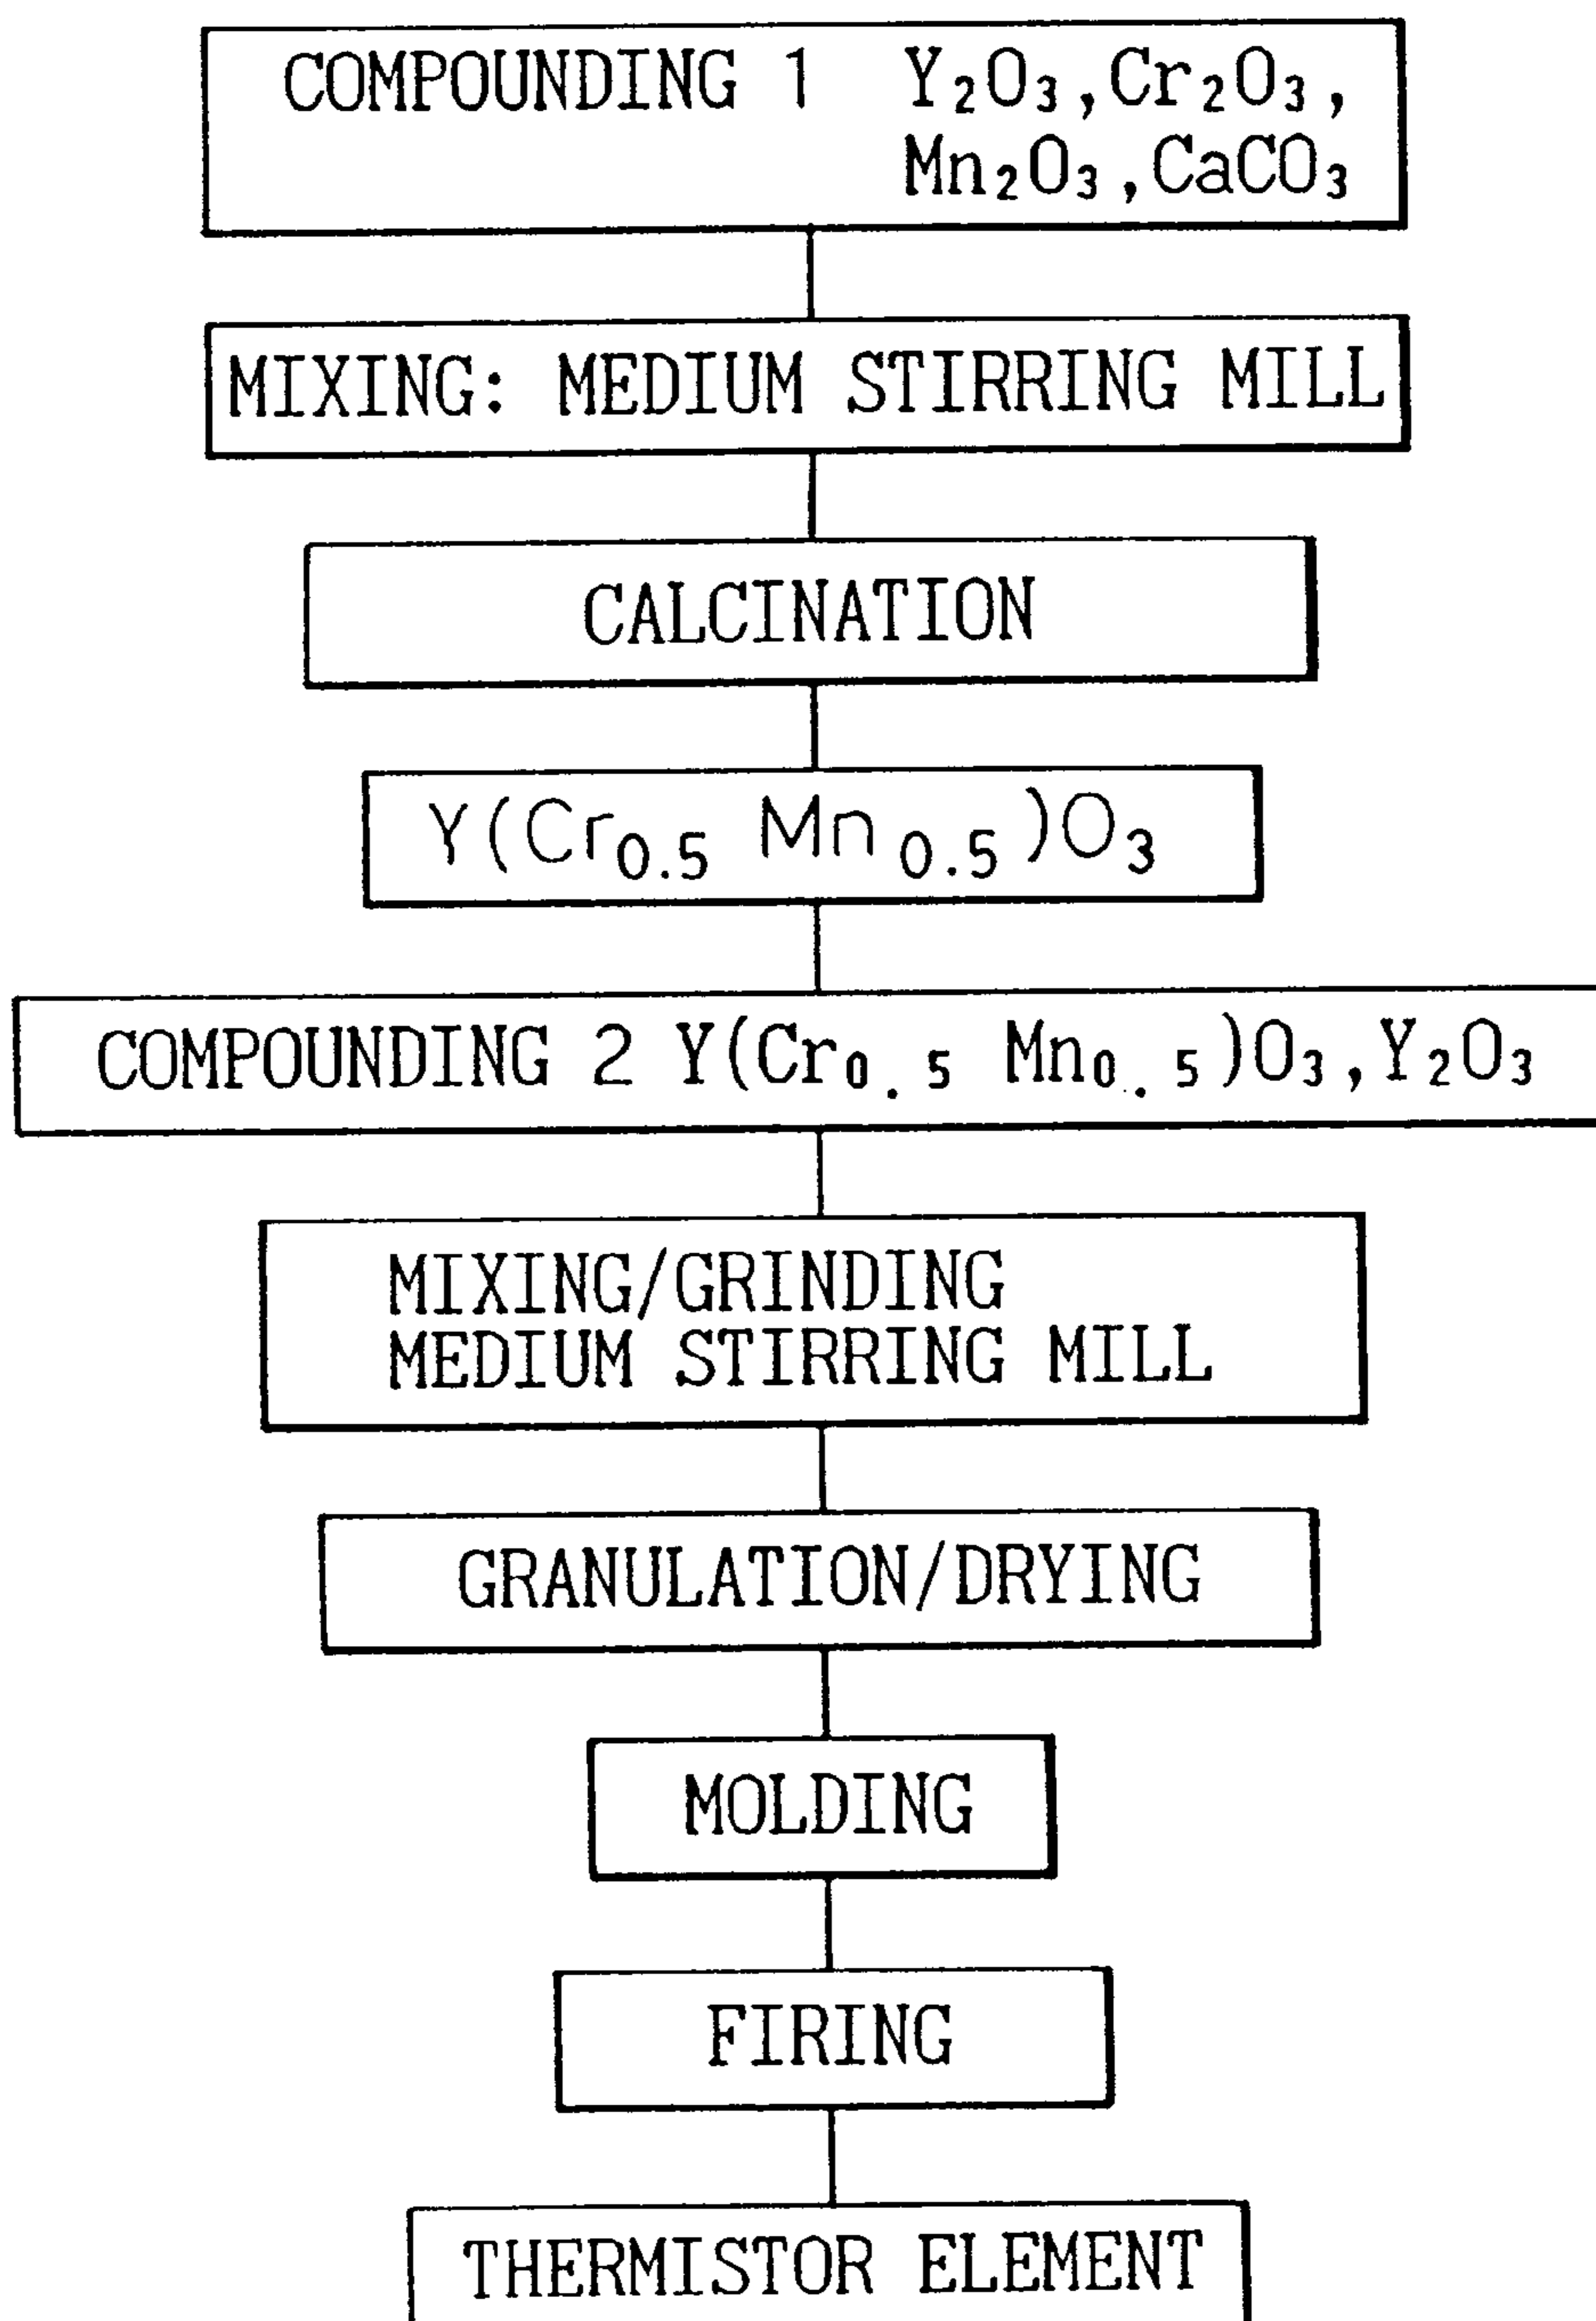 COMPOUNDING 1 Y₂O₃,Cr₂O₃,
Mn₂O₃,CaCO₃
MIXING: MEDIUM STIRRING MILL
CALCINATION
Y(Cr₀.₅ Mn₀.₅)O₃
COMPOUNDING 2 Y(Cr₀.₅ Mn₀.₅)O₃,Y₂O₃
MIXING/GRINDING
MEDIUM STIRRING MILL
GRANULATION/DRYING
MOLDING
FIRING
THERMISTOR ELEMENT